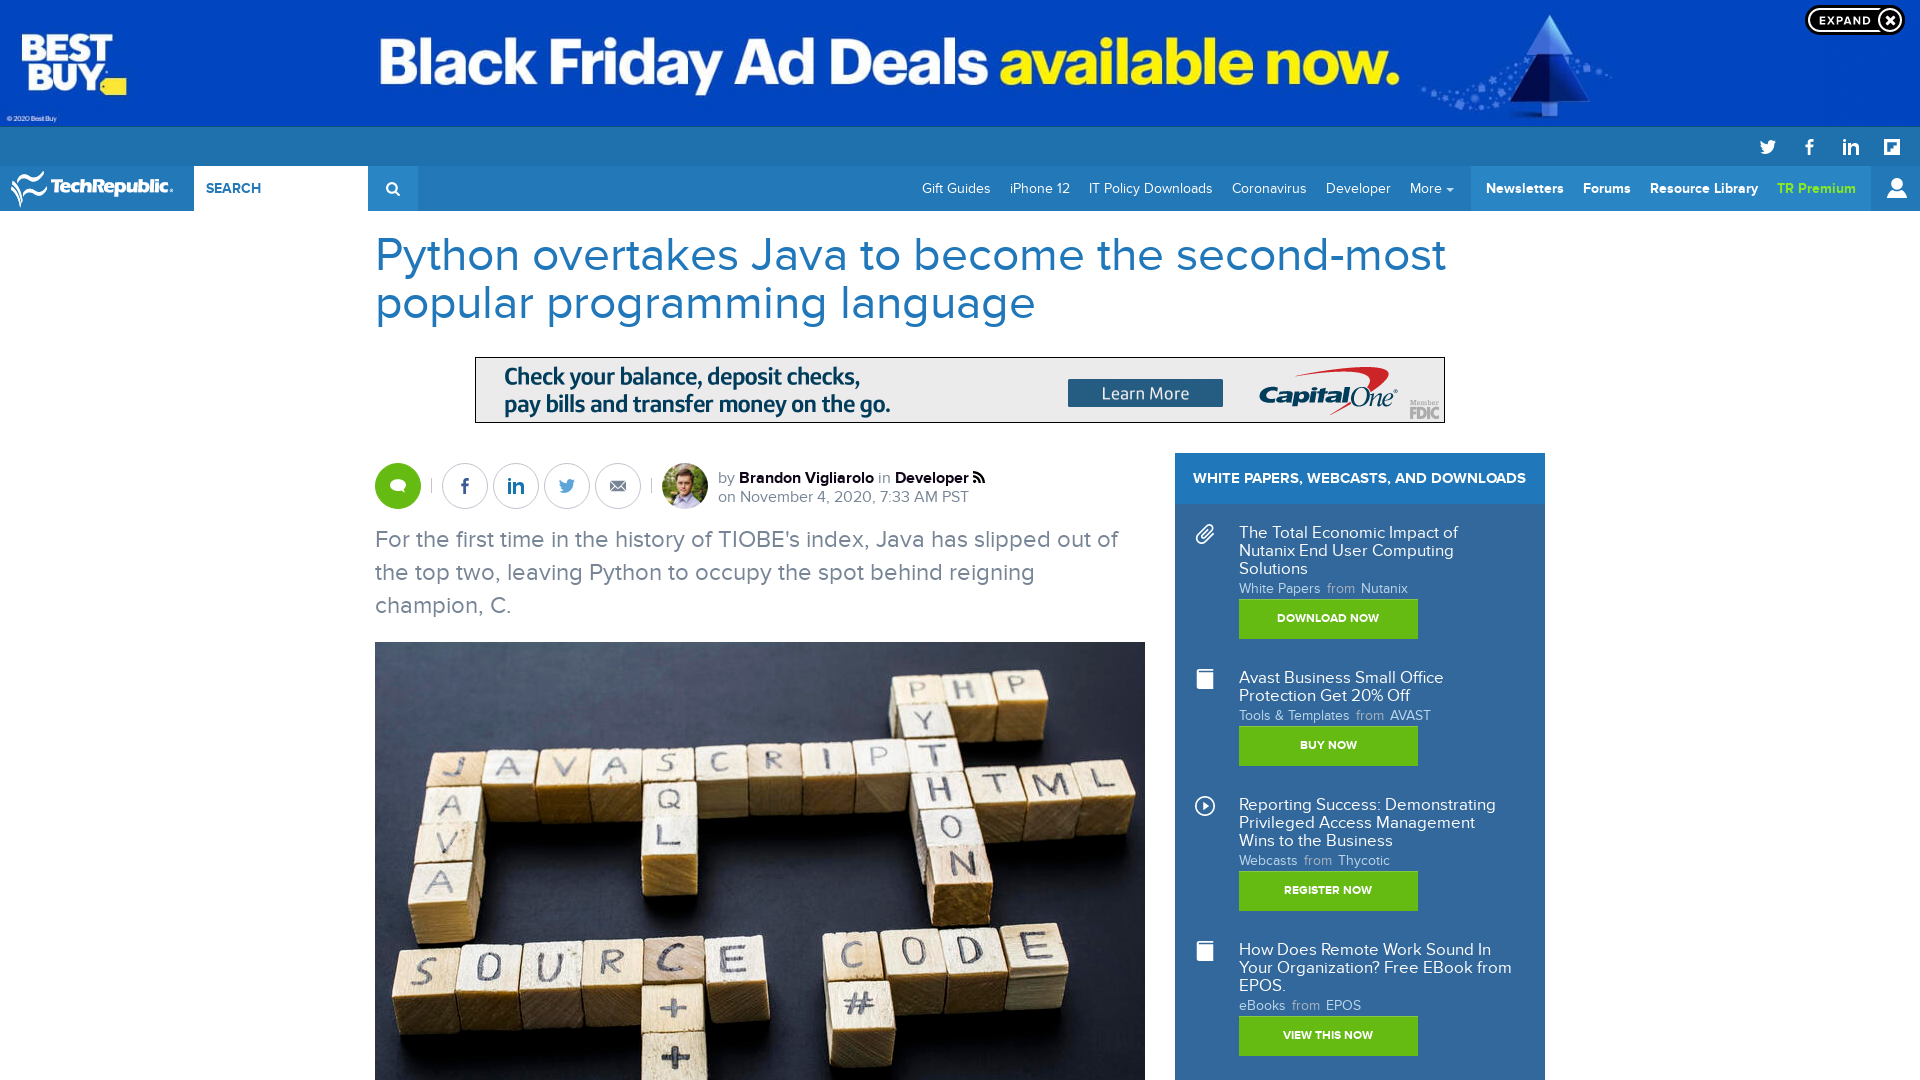 EXPAND
BEST
BUY
Black Friday Ad Deals available now.
© 2020 Best Buy
TechRepublic.
SEARCH
Gift Guides
iPhone 12
IT Policy Downloads
Coronavirus
Developer
More
Newsletters
Forums
Resource Library
TR Premium
Python overtakes Java to become the second-most
popular programming language
Check your balance, deposit checks,
pay bills and transfer money on the go.
Learn More
CapitalOne
Member
FDIC
by Brandon Vigliarolo in Developer
on November 4, 2020, 7:33 AM PST
For the first time in the history of TIOBE's index, Java has slipped out of
the top two, leaving Python to occupy the spot behind reigning
champion, C.
PHP
PYTHON
JAVASCRIPT
HTML
JAVA
SQL
SOURCE CODE
C++
C#
WHITE PAPERS, WEBCASTS, AND DOWNLOADS
The Total Economic Impact of
Nutanix End User Computing
Solutions
White Papers from Nutanix
DOWNLOAD NOW
Avast Business Small Office
Protection Get 20% Off
Tools & Templates from AVAST
BUY NOW
Reporting Success: Demonstrating
Privileged Access Management
Wins to the Business
Webcasts from Thycotic
REGISTER NOW
How Does Remote Work Sound In
Your Organization? Free EBook from
EPOS.
eBooks from EPOS
VIEW THIS NOW